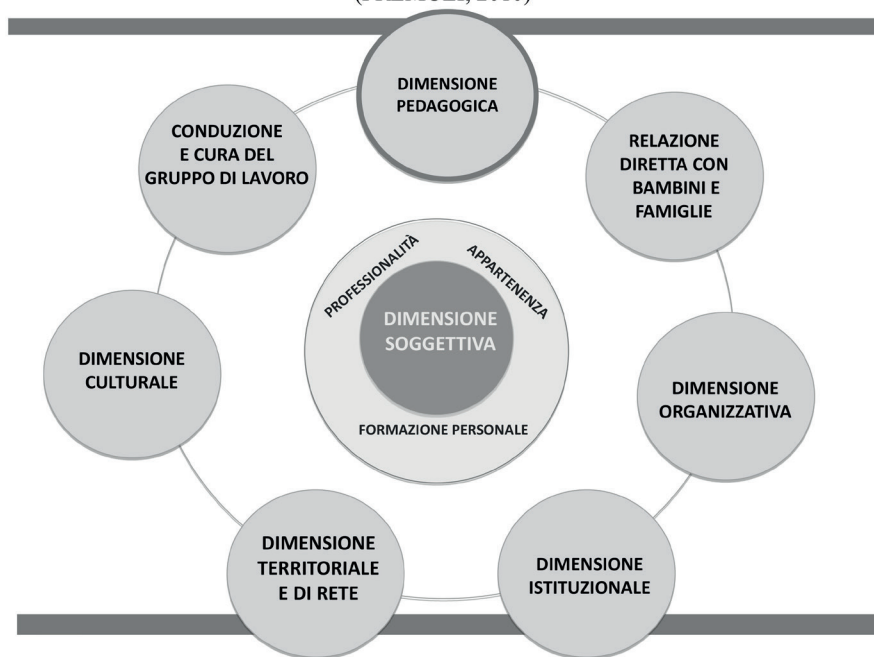 DIMENSIONE
PEDAGOGICA
CONDUZIONE
E CURA DEL
GRUPPO DI LAVORO
RELAZIONE
DIRETTA CON
BAMBINI E
FAMIGLIE
PROFESSIONALITÀ
APPARTENENZA
DIMENSIONE
SOGGETTIVA
FORMAZIONE PERSONALE
DIMENSIONE
CULTURALE
DIMENSIONE
ORGANIZZATIVA
DIMENSIONE
TERRITORIALE
E DI RETE
DIMENSIONE
ISTITUZIONALE